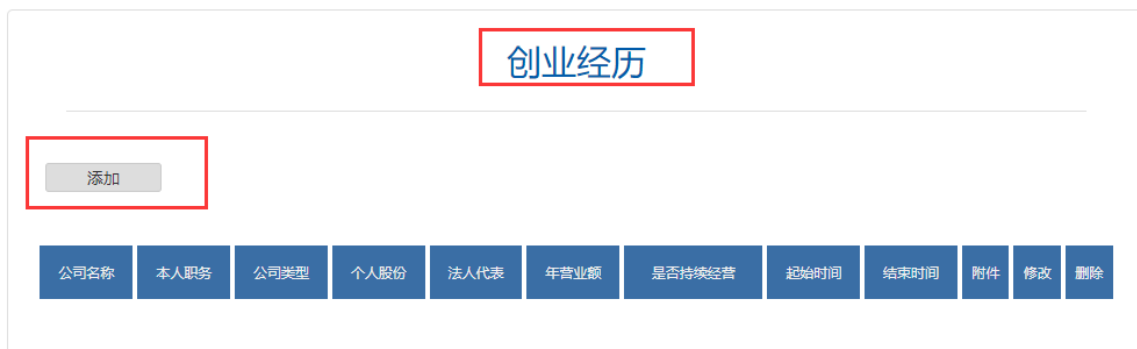 创业经历
添加
公司名称 本人职务 公司类型 个人股份 法人代表 年营业额 是否持续经营 起始时间 结束时间 附件 修改 删除